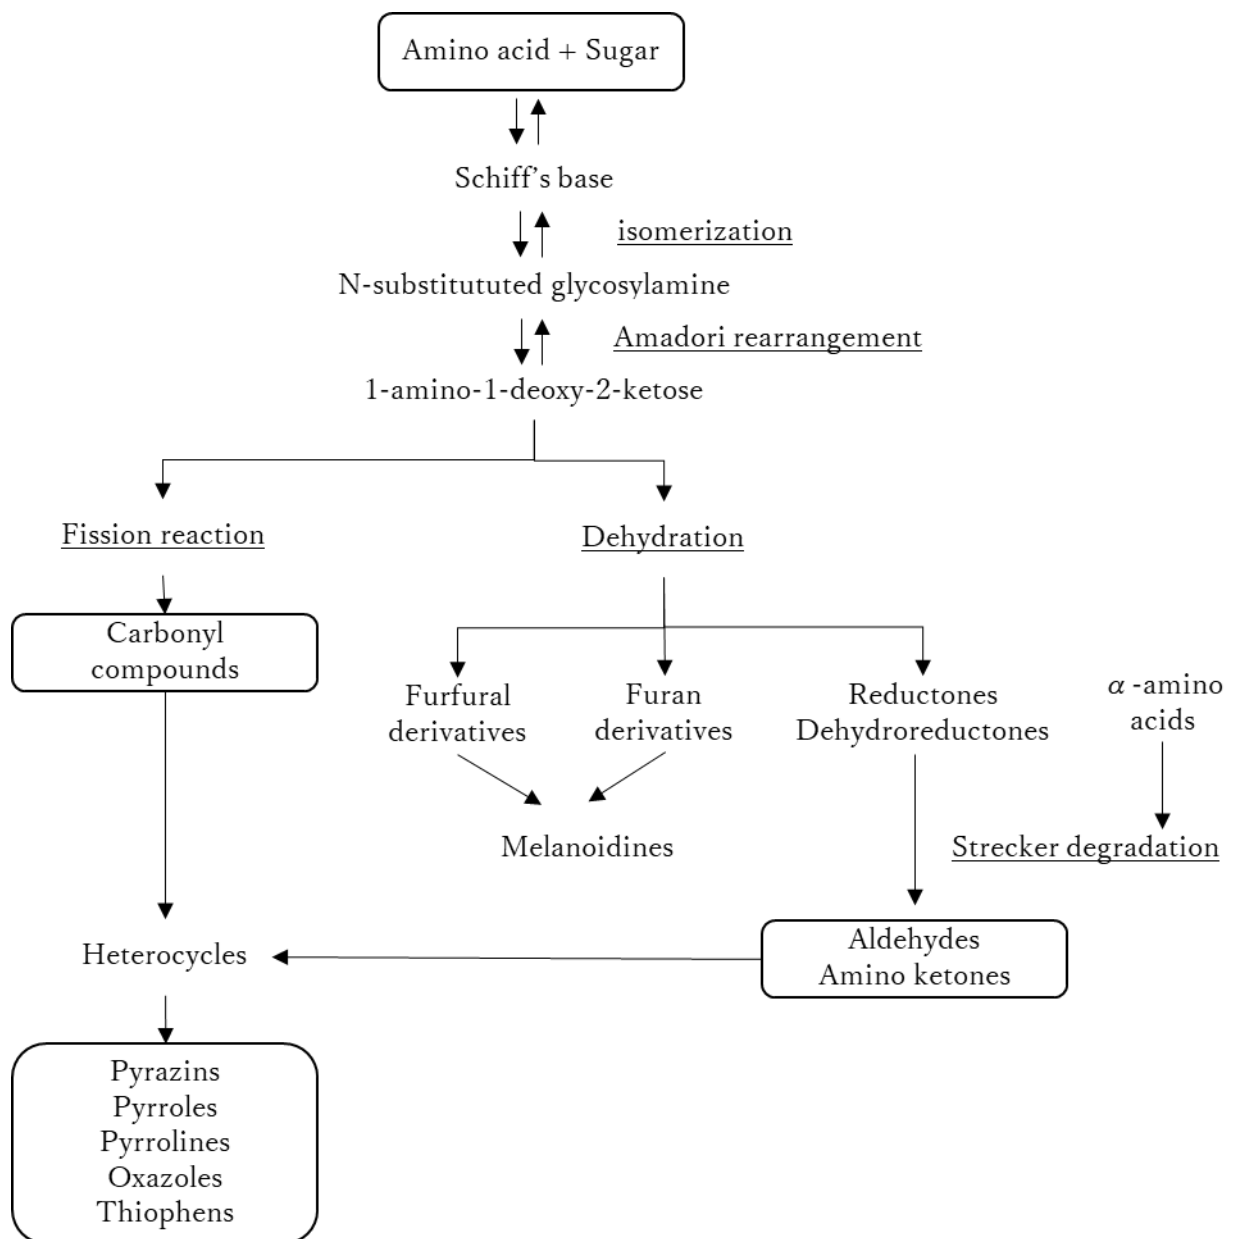 Amino acid + Sugar
Schiff's base
isomerization
N-substitututed glycosylamine
Amadori rearrangement
1-amino-1-deoxy-2-ketose
Fission reaction
Dehydration
Carbonyl
compounds
Furfural
derivatives
Furan
derivatives
Reductones
Dehydroreductones
α-amino
acids
Melanoidines
Strecker degradation
Heterocycles
Aldehydes
Amino ketones
Pyrazins
Pyrroles
Pyrrolines
Oxazoles
Thiophens